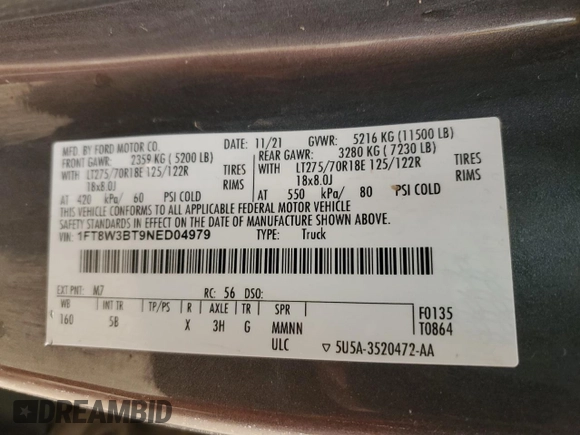 MFD. BY FORD MOTOR CO.
DATE: 11/21 GVWR: 5216 KG (11500 LB)
FRONT GAWR: 2359 KG (5200 LB) REAR GAWR: 3280 KG (7230 LB)
WITH LT275/70R18E 125/122R TIRES WITH LT275/70R18E 125/122R TIRES
18x8.0J RIMS 18x8.0J RIMS
AT 420 kPa/ 60 PSI COLD AT 550 kPa/ 80 PSI COLD
THIS VEHICLE CONFORMS TO ALL APPLICABLE FEDERAL MOTOR VEHICLE
SAFETY STANDARDS IN EFFECT ON THE DATE OF MANUFACTURE SHOWN ABOVE.
VIN: 1FT8W3BT9NED04979 TYPE: Truck
EXT PNT: M7 RC: 56 DSO:
WB INT TR TP/PS R AXLE TR SPR
160 5B X 3H G MMNN
ULC
F0135
T0864
▽ 5U5A-3520472-AA
DREAMBID